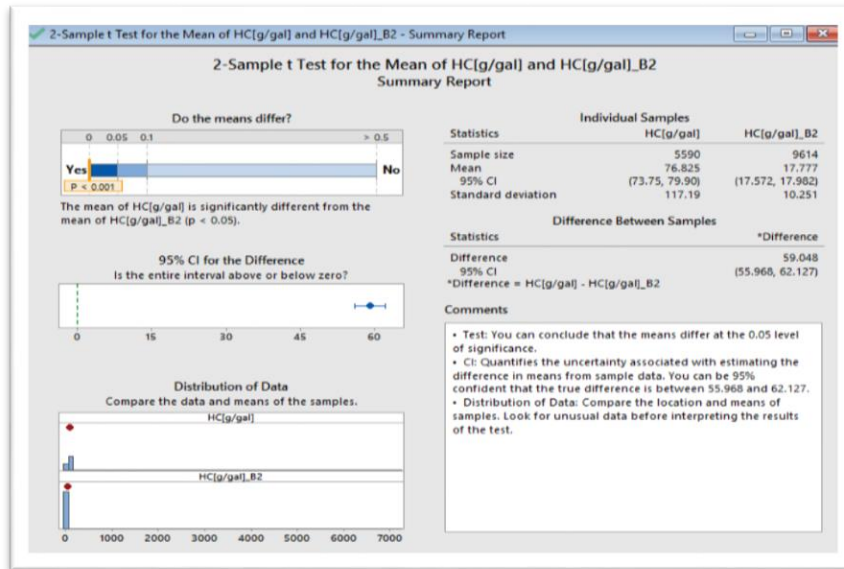 2-Sample t Test for the Mean of HC[g/gal] and HC[g/gal]_B2 - Summary Report
2-Sample t Test for the Mean of HC[g/gal] and HC[g/gal]_B2
Summary Report
Do the means differ?
0 0.05 0.1 > 0.5
Yes No
P < 0.001
The mean of HC[g/gal] is significantly different from the
mean of HC[g/gal]_B2 (p < 0.05).
95% CI for the Difference
Is the entire interval above or below zero?
0 15 30 45 60
Distribution of Data
Compare the data and means of the samples.
HC[g/gal]
HC[g/gal]_B2
0 1000 2000 3000 4000 5000 6000 7000
Individual Samples
Statistics HC[g/gal] HC[g/gal]_B2
Sample size 5590 9614
Mean 76.825 17.777
95% CI (73.75, 79.90) (17.572, 17.982)
Standard deviation 117.19 10.251
Difference Between Samples
Statistics *Difference
Difference 59.048
95% CI (55.968, 62.127)
*Difference = HC[g/gal] - HC[g/gal]_B2
Comments
• Test: You can conclude that the means differ at the 0.05 level
of significance.
• CI: Quantifies the uncertainty associated with estimating the
difference in means from sample data. You can be 95%
confident that the true difference is between 55.968 and 62.127.
• Distribution of Data: Compare the location and means of
samples. Look for unusual data before interpreting the results
of the test.